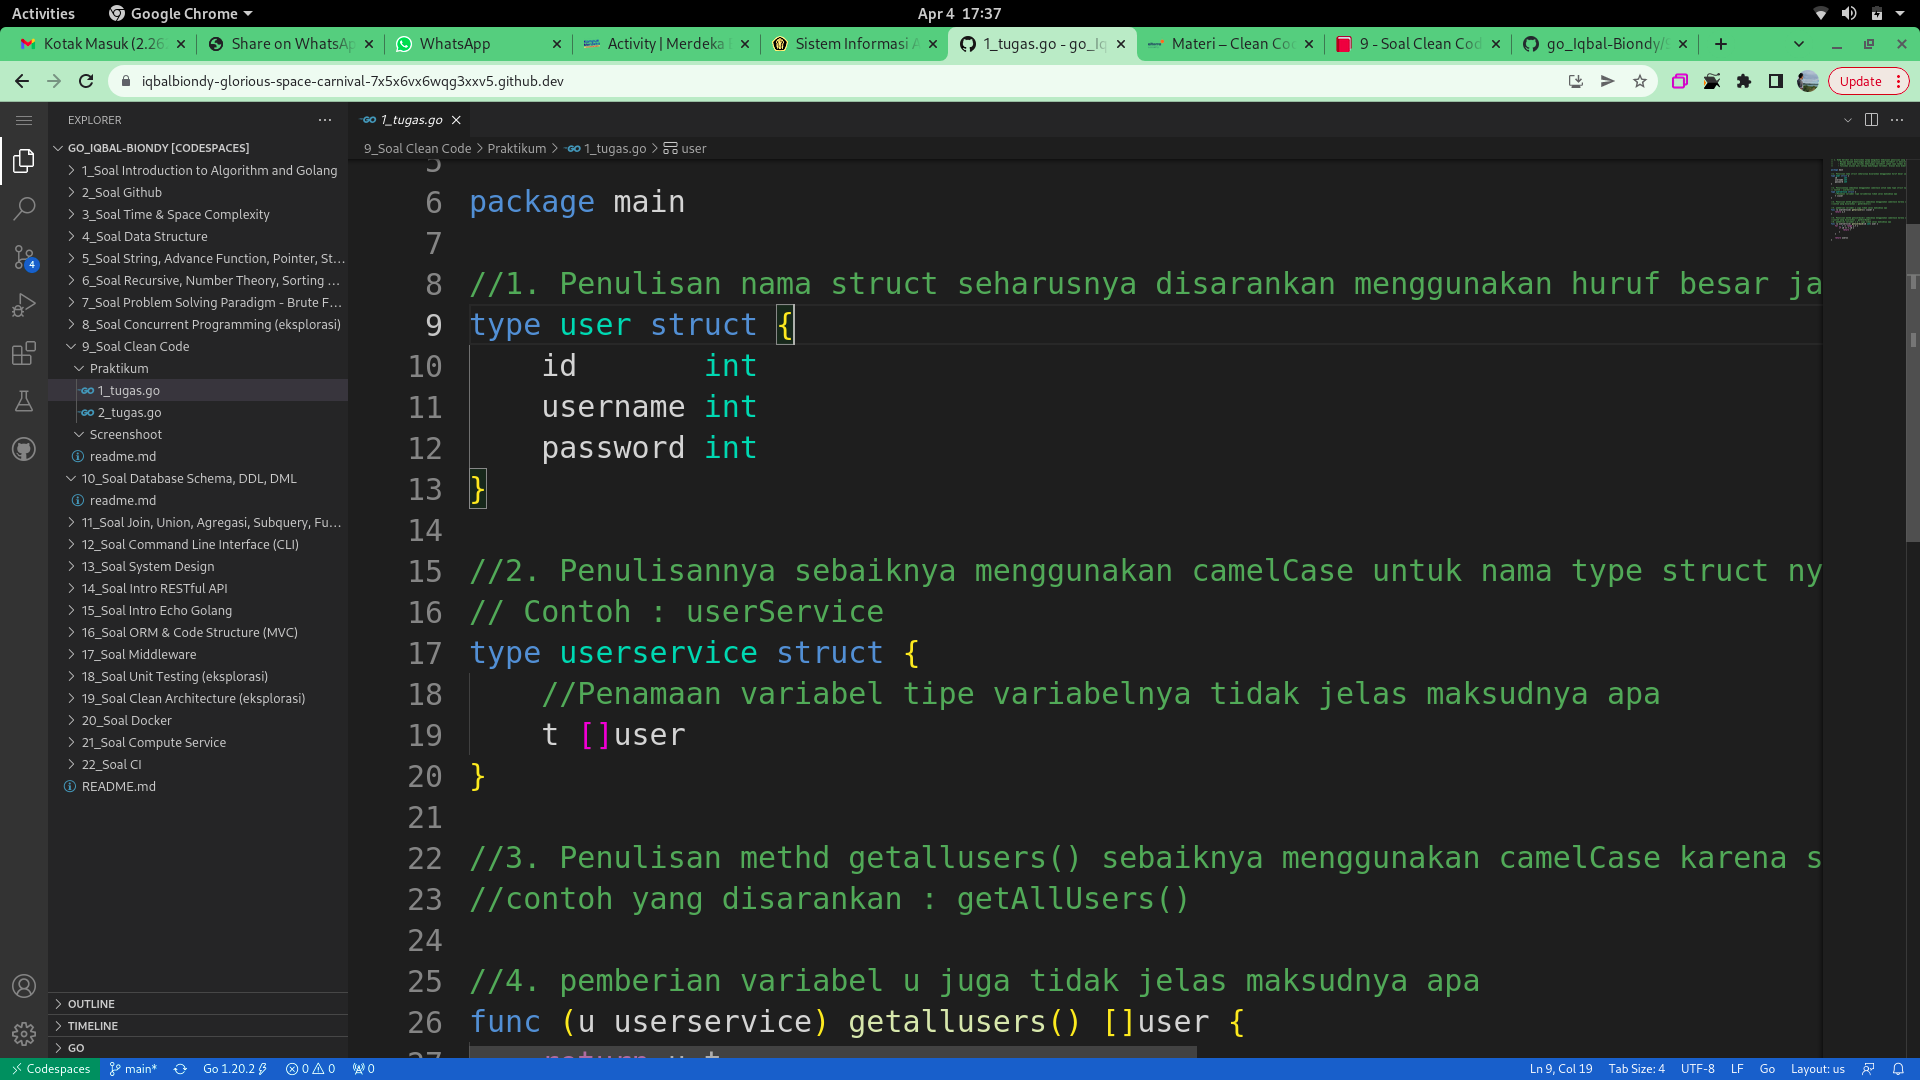 Activities
Google Chrome
Apr 4 17:37
Kotak Masuk (2.26
Share on WhatsAp
WhatsApp
Activity | Merdeka
Sistem Informasi A
1_tugas.go - go_Iq
Materi – Clean Co
9 - Soal Clean Cod
go_Iqbal-Biondy/S
iqbalbiondy-glorious-space-carnival-7x5x6vx6wqg3xxv5.github.dev
Update
EXPLORER
GO_IQBAL-BIONDY [CODESPACES]
1_Soal Introduction to Algorithm and Golang
2_Soal Github
3_Soal Time & Space Complexity
4_Soal Data Structure
5_Soal String, Advance Function, Pointer, St...
6_Soal Recursive, Number Theory, Sorting ...
7_Soal Problem Solving Paradigm - Brute F...
8_Soal Concurrent Programming (eksplorasi)
9_Soal Clean Code
Praktikum
1_tugas.go
2_tugas.go
Screenshoot
readme.md
10_Soal Database Schema, DDL, DML
readme.md
11_Soal Join, Union, Agregasi, Subquery, Fu...
12_Soal Command Line Interface (CLI)
13_Soal System Design
14_Soal Intro RESTful API
15_Soal Intro Echo Golang
16_Soal ORM & Code Structure (MVC)
17_Soal Middleware
18_Soal Unit Testing (eksplorasi)
19_Soal Clean Architecture (eksplorasi)
20_Soal Docker
21_Soal Compute Service
22_Soal CI
README.md
OUTLINE
TIMELINE
GO
4
1_tugas.go
9_Soal Clean Code > Praktikum > 1_tugas.go > user
5
6 package main
7
8 //1. Penulisan nama struct seharusnya disarankan menggunakan huruf besar ja
9 type user struct {
10 id int
11 username int
12 password int
13 }
14
15 //2. Penulisannya sebaiknya menggunakan camelCase untuk nama type struct ny
16 // Contoh : userService
17 type userservice struct {
18 //Penamaan variabel tipe variabelnya tidak jelas maksudnya apa
19 t []user
20 }
21
22 //3. Penulisan methd getallusers() sebaiknya menggunakan camelCase karena s
23 //contoh yang disarankan : getAllUsers()
24
25 //4. pemberian variabel u juga tidak jelas maksudnya apa
26 func (u userservice) getallusers() []user {
27 return u.t
Codespaces
main*
Go 1.20.2
0
0
0
Ln 9, Col 19
Tab Size: 4
UTF-8
LF
Go
Layout: us